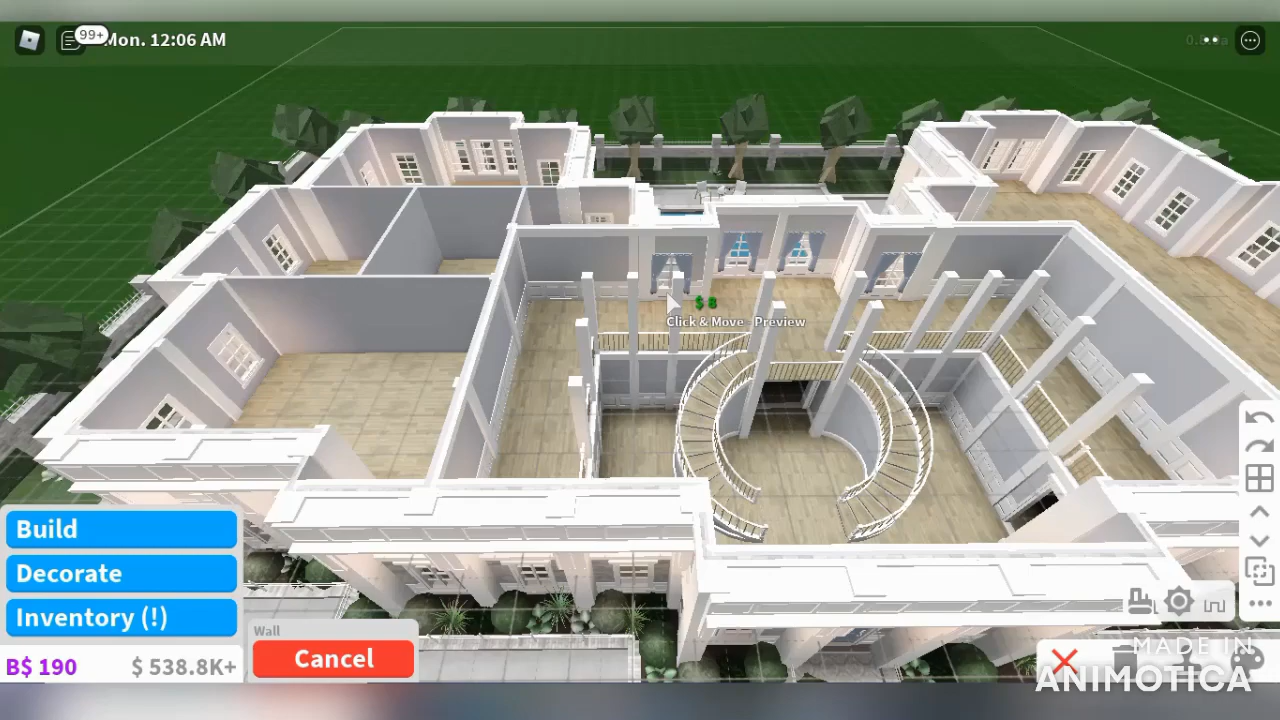 99+
Mon. 12:06 AM
$ 8
Click & Move - Preview
Build
Decorate
Inventory (!)
B$ 190
$ 538.8K+
Wall
Cancel
MADE IN
ANIMOTICA